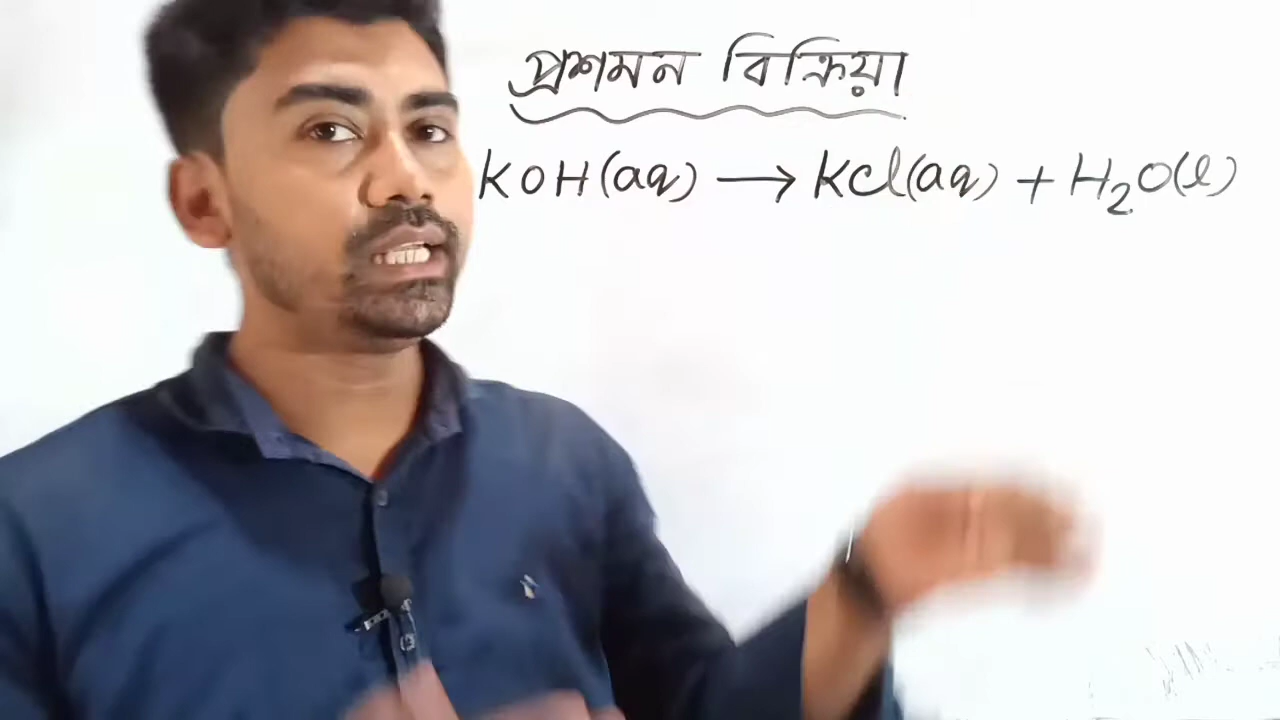 প্রশমন বিক্রিয়া
KOH(aq) → KCl(aq) + H₂O(l)